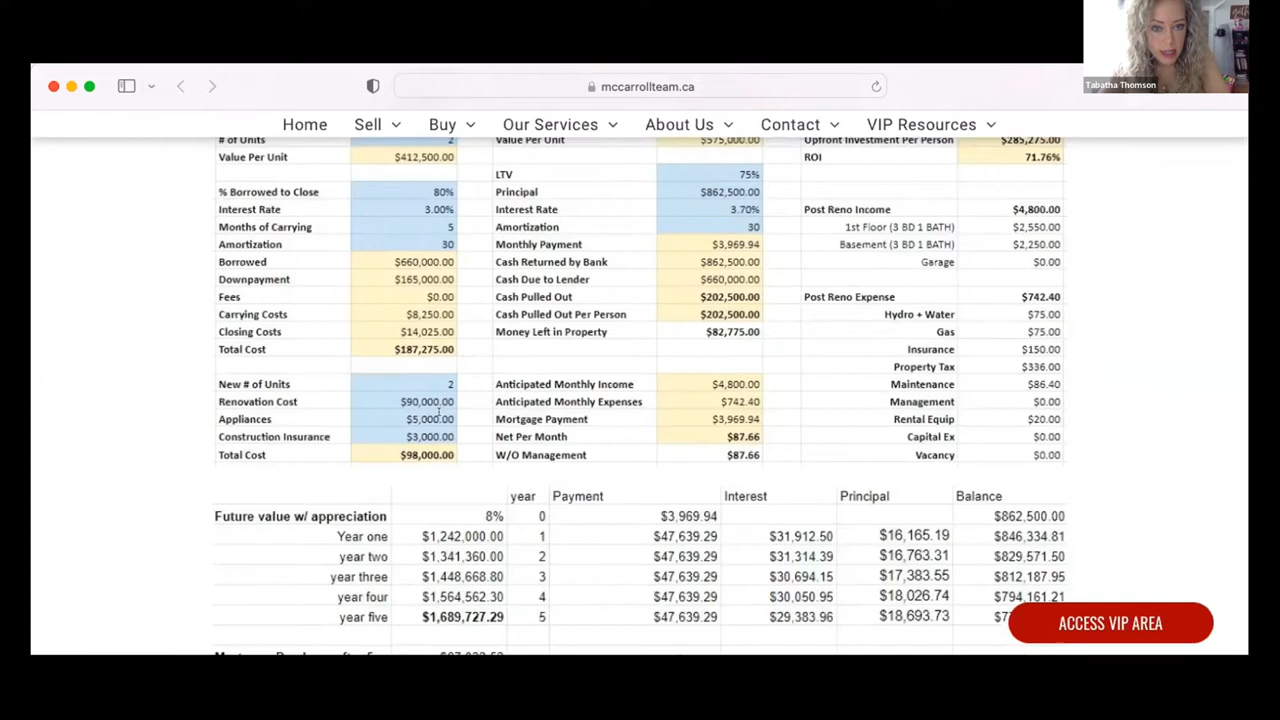 Tabatha Thomson
mccarrollteam.ca
Home Sell Buy Our Services About Us Contact VIP Resources
# of Units 2 Value Per Unit $575,000.00 Upfront Investment Per Person $285,275.00
Value Per Unit $412,500.00 ROI 71.76%
LTV 75%
% Borrowed to Close 80% Principal $862,500.00
Interest Rate 3.00% Interest Rate 3.70% Post Reno Income $4,800.00
Months of Carrying 5 Amortization 30 1st Floor (3 BD 1 BATH) $2,550.00
Amortization 30 Monthly Payment $3,969.94 Basement (3 BD 1 BATH) $2,250.00
Borrowed $660,000.00 Cash Returned by Bank $862,500.00 Garage $0.00
Downpayment $165,000.00 Cash Due to Lender $660,000.00
Fees $0.00 Cash Pulled Out $202,500.00 Post Reno Expense $742.40
Carrying Costs $8,250.00 Cash Pulled Out Per Person $202,500.00 Hydro + Water $75.00
Closing Costs $14,025.00 Money Left in Property $82,775.00 Gas $75.00
Total Cost $187,275.00 Insurance $150.00
Property Tax $336.00
New # of Units 2 Anticipated Monthly Income $4,800.00 Maintenance $86.40
Renovation Cost $90,000.00 Anticipated Monthly Expenses $742.40 Management $0.00
Appliances $5,000.00 Mortgage Payment $3,969.94 Rental Equip $20.00
Construction Insurance $3,000.00 Net Per Month $87.66 Capital Ex $0.00
Total Cost $98,000.00 W/O Management $87.66 Vacancy $0.00
year Payment Interest Principal Balance
Future value w/ appreciation 8% 0 $3,969.94 $862,500.00
Year one $1,242,000.00 1 $47,639.29 $31,912.50 $16,165.19 $846,334.81
year two $1,341,360.00 2 $47,639.29 $31,314.39 $16,763.31 $829,571.50
year three $1,448,668.80 3 $47,639.29 $30,694.15 $17,383.55 $812,187.95
year four $1,564,562.30 4 $47,639.29 $30,050.95 $18,026.74 $794,161.21
year five $1,689,727.29 5 $47,639.29 $29,383.96 $18,693.73
ACCESS VIP AREA